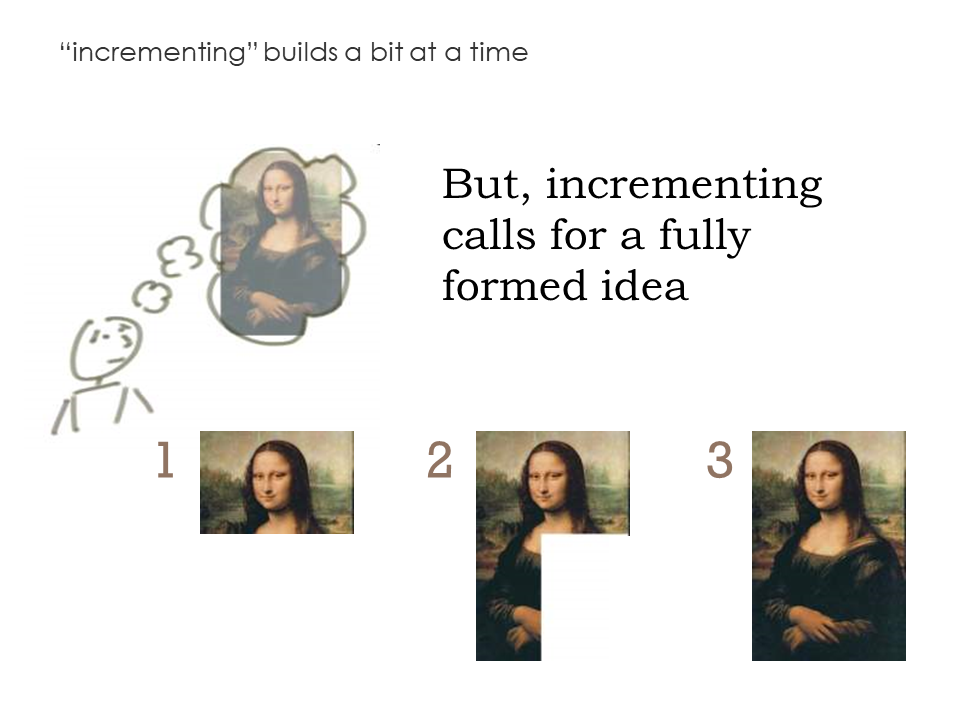 “incrementing” builds a bit at a time
But, incrementing
calls for a fully
formed idea
1 2 3